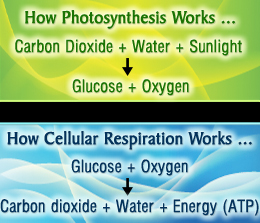 How Photosynthesis Works ...
Carbon Dioxide + Water + Sunlight
Glucose + Oxygen
How Cellular Respiration Works ...
Glucose + Oxygen
Carbon dioxide + Water + Energy (ATP)